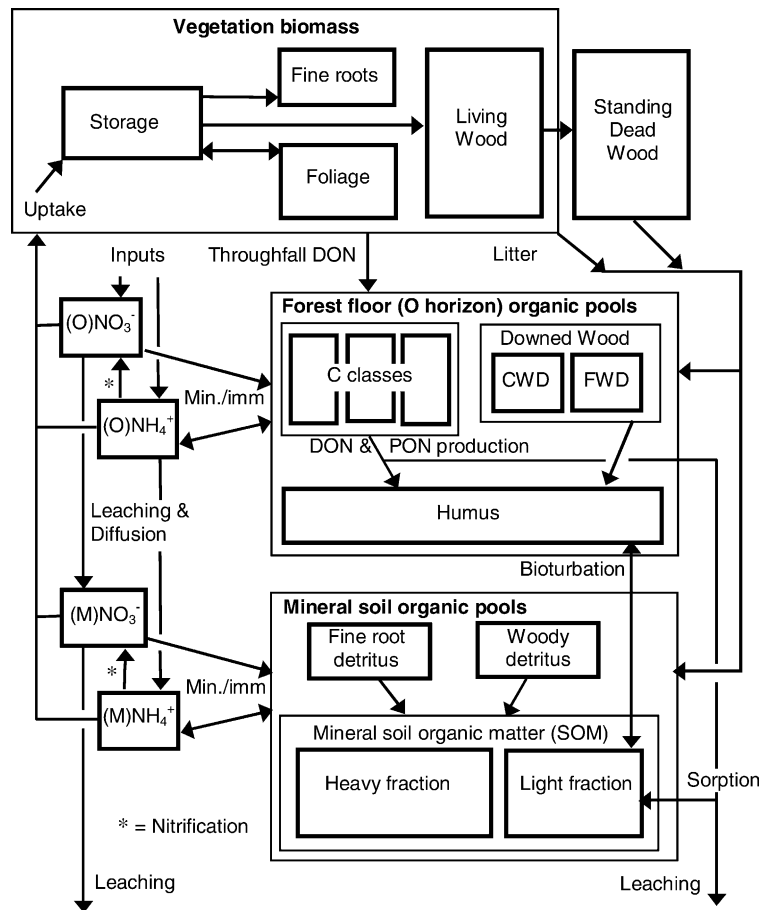 Vegetation biomass
Fine roots
Storage
Living
Wood
Standing
Dead
Wood
Foliage
Uptake
Inputs
Throughfall DON
Litter
Forest floor (O horizon) organic pools
(O)NO₃⁻
Downed Wood
C classes
CWD
FWD
*
Min./imm
(O)NH₄⁺
DON & PON production
Leaching &
Diffusion
Humus
Bioturbation
(M)NO₃⁻
Mineral soil organic pools
Fine root
detritus
Woody
detritus
*
Min./imm
(M)NH₄⁺
Mineral soil organic matter (SOM)
Heavy fraction
Light fraction
Sorption
* = Nitrification
Leaching
Leaching